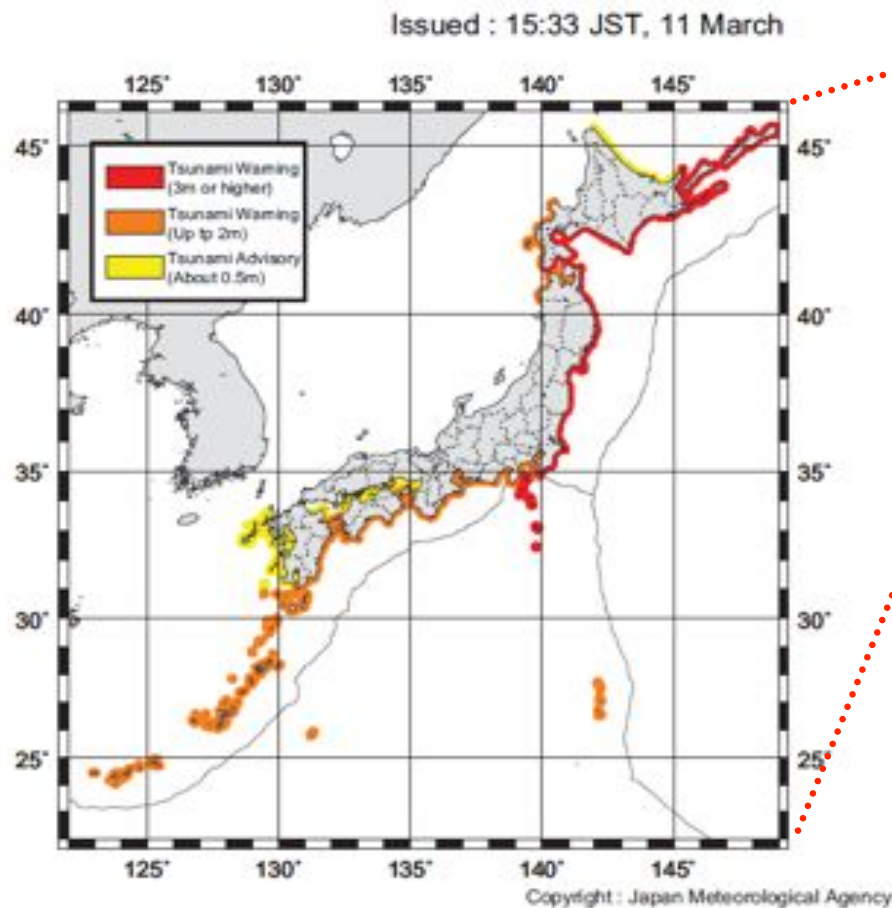 Issued : 15:33 JST, 11 March
125° 130° 135° 140° 145°
45° 45°
Tsunami Warning
(3m or higher)
Tsunami Warning
(Up tp 2m)
Tsunami Advisory
(About 0.5m)
40° 40°
35° 35°
30° 30°
25° 25°
125° 130° 135° 140° 145°
Copyright : Japan Meteorological Agency